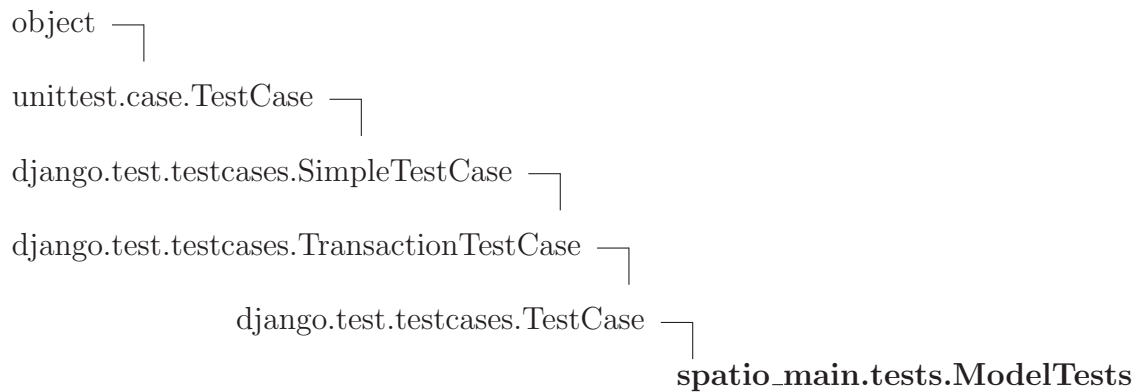 object
unittest.case.TestCase
django.test.testcases.SimpleTestCase
django.test.testcases.TransactionTestCase
django.test.testcases.TestCase
spatio_main.tests.ModelTests